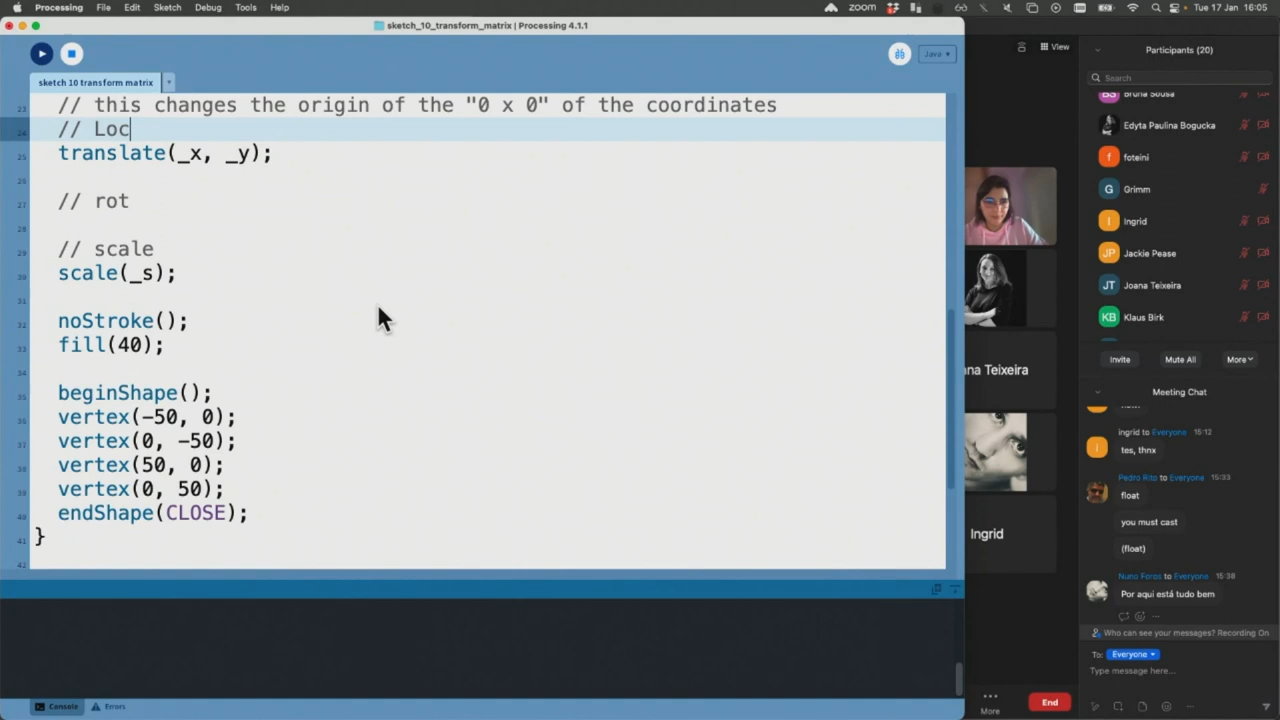 Processing File Edit Sketch Debug Tools Help
zoom
Tue 17 Jan 16:05
sketch_10_transform_matrix | Processing 4.1.1
Java
sketch 10 transform matrix
23 // this changes the origin of the "0 x 0" of the coordinates
24 // Loc
25 translate(_x, _y);
26
27 // rot
28
29 // scale
30 scale(_s);
31
32 noStroke();
33 fill(40);
34
35 beginShape();
36 vertex(-50, 0);
37 vertex(0, -50);
38 vertex(50, 0);
39 vertex(0, 50);
40 endShape(CLOSE);
41 }
42
Console Errors
View
na Teixeira
Ingrid
More
End
Participants (20)
Search
BS Bruna Sousa
Edyta Paulina Bogucka
f foteini
G Grimm
I Ingrid
JP Jackie Pease
JT Joana Teixeira
KB Klaus Birk
Invite Mute All More
Meeting Chat
ingrid to Everyone 15:12
i tes, thnx
Pedro Rito to Everyone 15:33
float
you must cast
(float)
Nuno Foros to Everyone 15:38
Por aqui está tudo bem
Who can see your messages? Recording On
To: Everyone
Type message here...